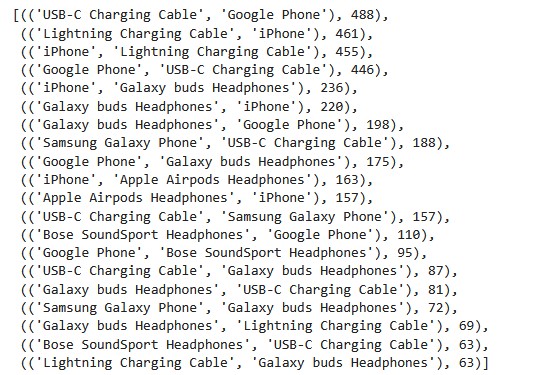 [(('USB-C Charging Cable', 'Google Phone'), 488),
(('Lightning Charging Cable', 'iPhone'), 461),
(('iPhone', 'Lightning Charging Cable'), 455),
(('Google Phone', 'USB-C Charging Cable'), 446),
(('iPhone', 'Galaxy buds Headphones'), 236),
(('Galaxy buds Headphones', 'iPhone'), 220),
(('Galaxy buds Headphones', 'Google Phone'), 198),
(('Samsung Galaxy Phone', 'USB-C Charging Cable'), 188),
(('Google Phone', 'Galaxy buds Headphones'), 175),
(('iPhone', 'Apple Airpods Headphones'), 163),
(('Apple Airpods Headphones', 'iPhone'), 157),
(('USB-C Charging Cable', 'Samsung Galaxy Phone'), 157),
(('Bose SoundSport Headphones', 'Google Phone'), 110),
(('Google Phone', 'Bose SoundSport Headphones'), 95),
(('USB-C Charging Cable', 'Galaxy buds Headphones'), 87),
(('Galaxy buds Headphones', 'USB-C Charging Cable'), 81),
(('Samsung Galaxy Phone', 'Galaxy buds Headphones'), 72),
(('Galaxy buds Headphones', 'Lightning Charging Cable'), 69),
(('Bose SoundSport Headphones', 'USB-C Charging Cable'), 63),
(('Lightning Charging Cable', 'Galaxy buds Headphones'), 63)]